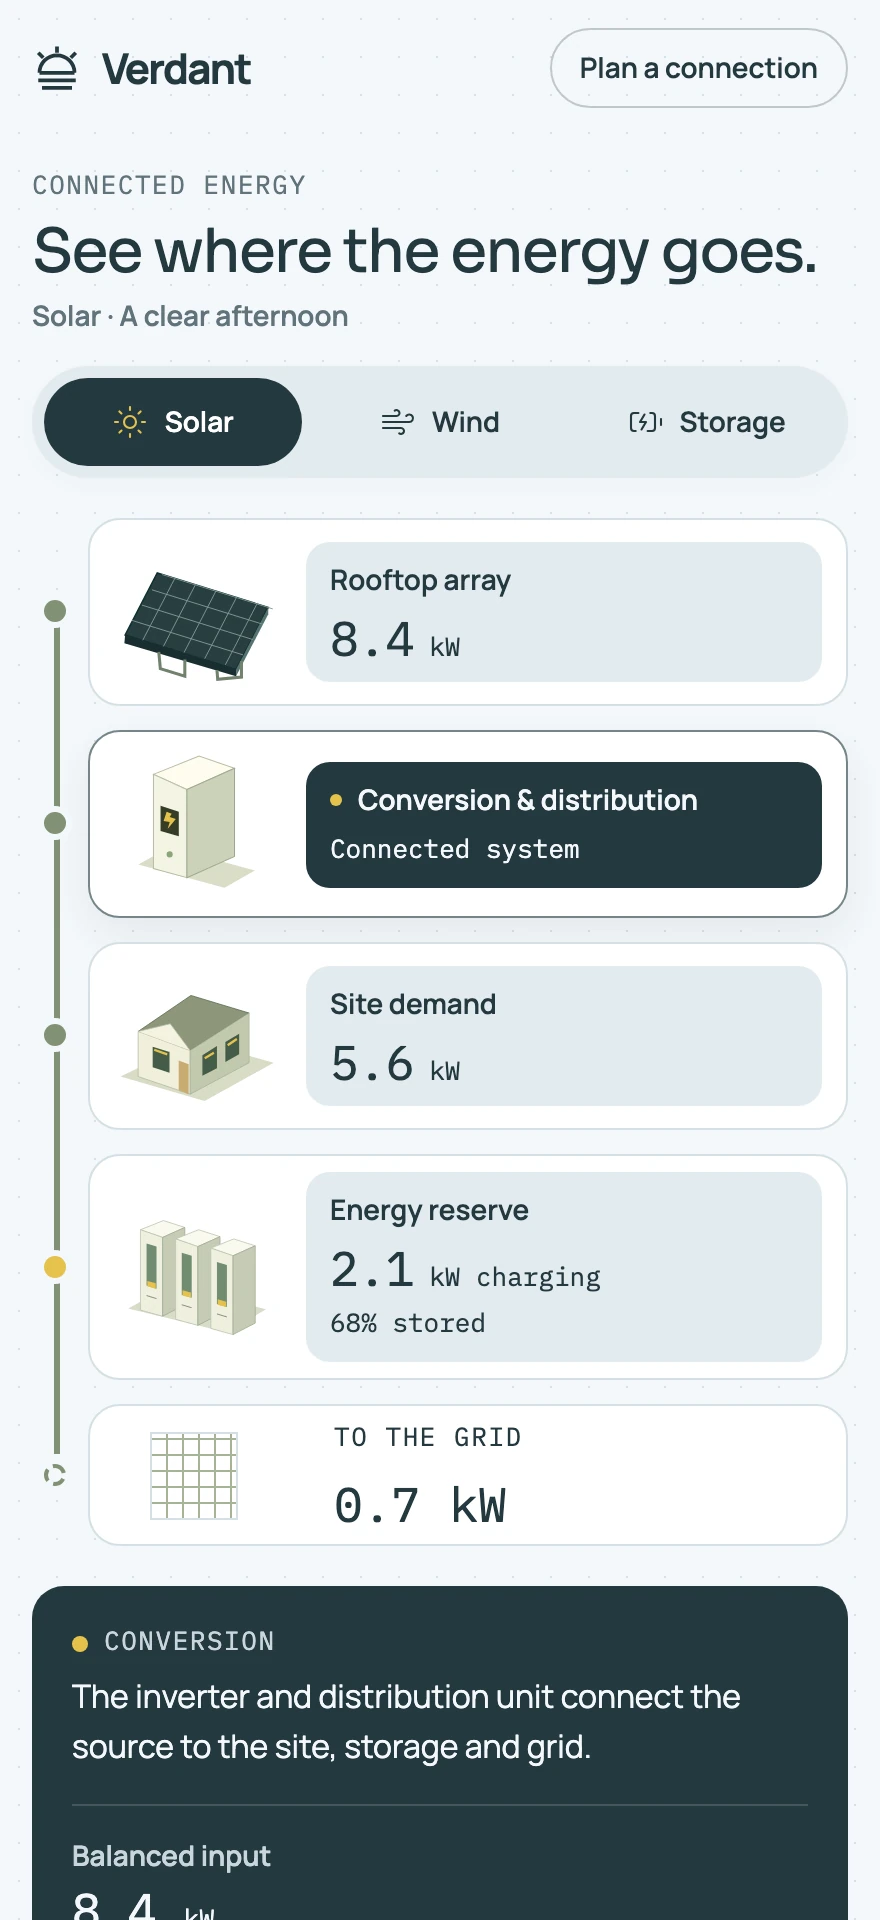 Verdant
Plan a connection
CONNECTED ENERGY
See where the energy goes.
Solar · A clear afternoon
Solar
Wind
Storage
Rooftop array
8.4 kW
Conversion & distribution
Connected system
Site demand
5.6 kW
Energy reserve
2.1 kW charging
68% stored
TO THE GRID
0.7 kW
CONVERSION
The inverter and distribution unit connect the
source to the site, storage and grid.
Balanced input
8.4 kW